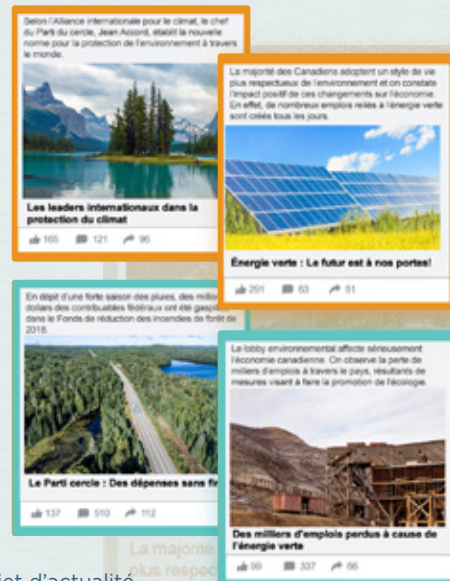 Selon l'Alliance internationale pour le climat, le chef
du Parti du cercle, Jean Accord, établit la nouvelle
norme pour la protection de l'environnement à travers
le monde.
Les leaders internationaux dans la
protection du climat
165 121 96
La majorité des Canadiens adoptent un style de vie
plus respectueux de l'environnement et on constate
l'impact positif de ces changements sur l'économie.
En effet, de nombreux emplois reliés à l'énergie verte
sont créés tous les jours.
Énergie verte : Le futur est à nos portes!
291 63 51
En dépit d'une forte saison des pluies, des
dollars des contribuables fédéraux ont été
dans le Fonds de réduction des incendies de forêt de
2018.
Le Parti cercle : Des dépenses sans
137 510 112
Le lobby environnemental affecte sérieusement
l'économie canadienne. On observe la perte de
milliers d'emplois à travers le pays, résultants de
mesures visant à faire la promotion de l'écologie.
Des milliers d'emplois perdus à cause de
l'énergie verte
99 337 66
La majorité
plus
d'actualité